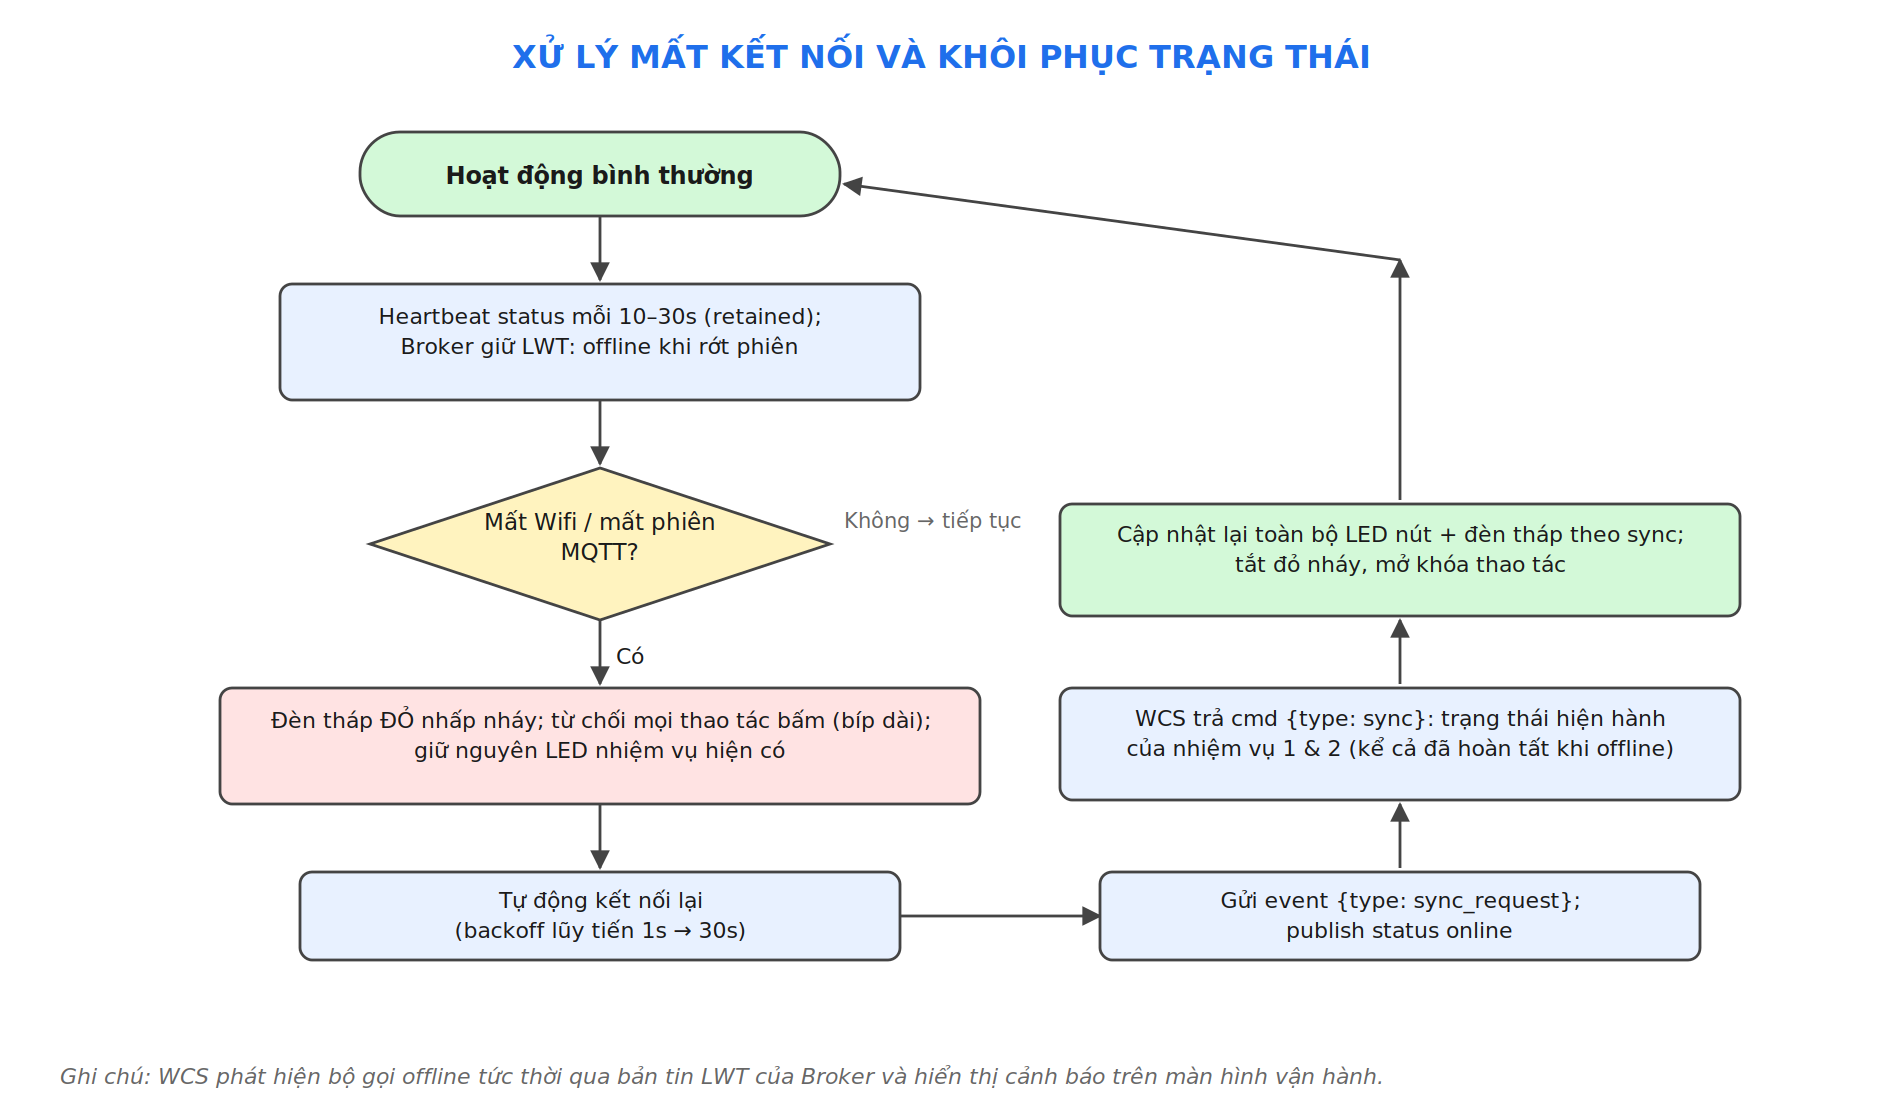 XỬ LÝ MẤT KẾT NỐI VÀ KHÔI PHỤC TRẠNG THÁI
Hoạt động bình thường
Heartbeat status mỗi 10–30s (retained);
Broker giữ LWT: offline khi rớt phiên
Mất Wifi / mất phiên
MQTT?
Không → tiếp tục
Có
Đèn tháp ĐỎ nhấp nháy; từ chối mọi thao tác bấm (bíp dài);
giữ nguyên LED nhiệm vụ hiện có
Tự động kết nối lại
(backoff lũy tiến 1s → 30s)
Gửi event {type: sync_request};
publish status online
WCS trả cmd {type: sync}: trạng thái hiện hành
của nhiệm vụ 1 & 2 (kể cả đã hoàn tất khi offline)
Cập nhật lại toàn bộ LED nút + đèn tháp theo sync;
tắt đỏ nháy, mở khóa thao tác
Ghi chú: WCS phát hiện bộ gọi offline tức thời qua bản tin LWT của Broker và hiển thị cảnh báo trên màn hình vận hành.